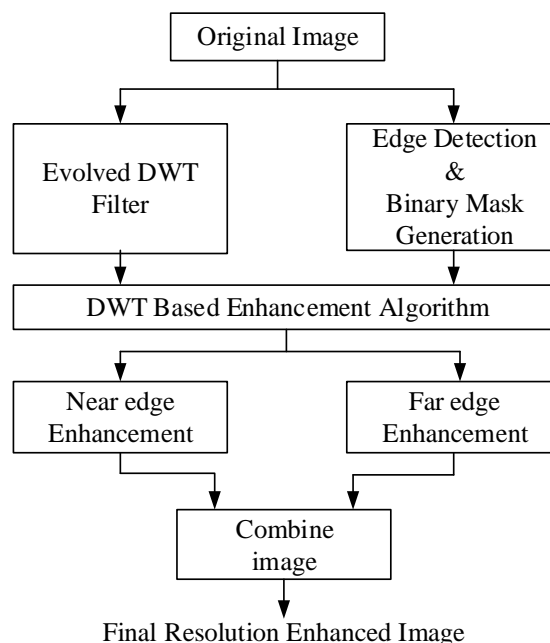 Original Image
Evolved DWT
Filter
Edge Detection
&
Binary Mask
Generation
DWT Based Enhancement Algorithm
Near edge
Enhancement
Far edge
Enhancement
Combine
image
Final Resolution Enhanced Image